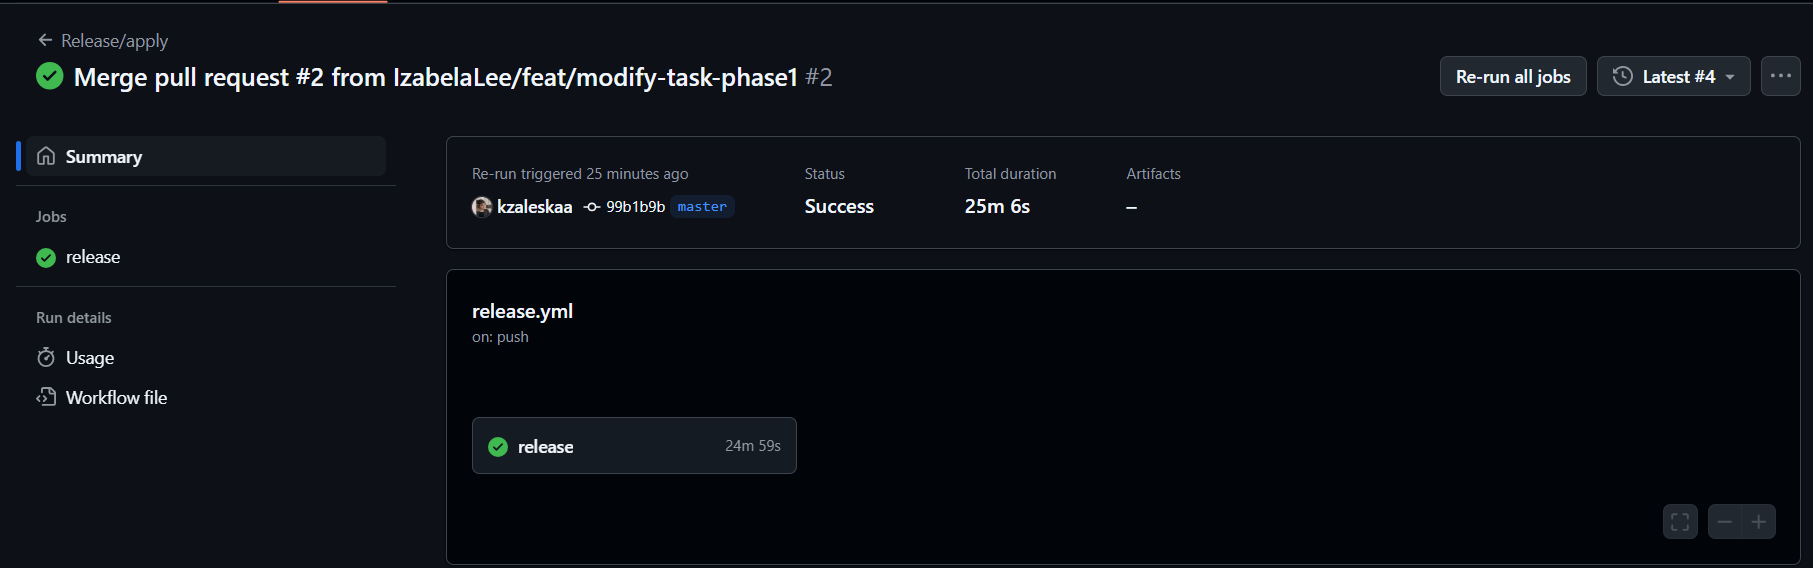 Release/apply
Merge pull request #2 from IzabelaLee/feat/modify-task-phase1 #2
Re-run all jobs
Latest #4
Summary
Jobs
release
Run details
Usage
Workflow file
Re-run triggered 25 minutes ago
kzaleskaa 99b1b9b master
Status
Success
Total duration
25m 6s
Artifacts
–
release.yml
on: push
release 24m 59s